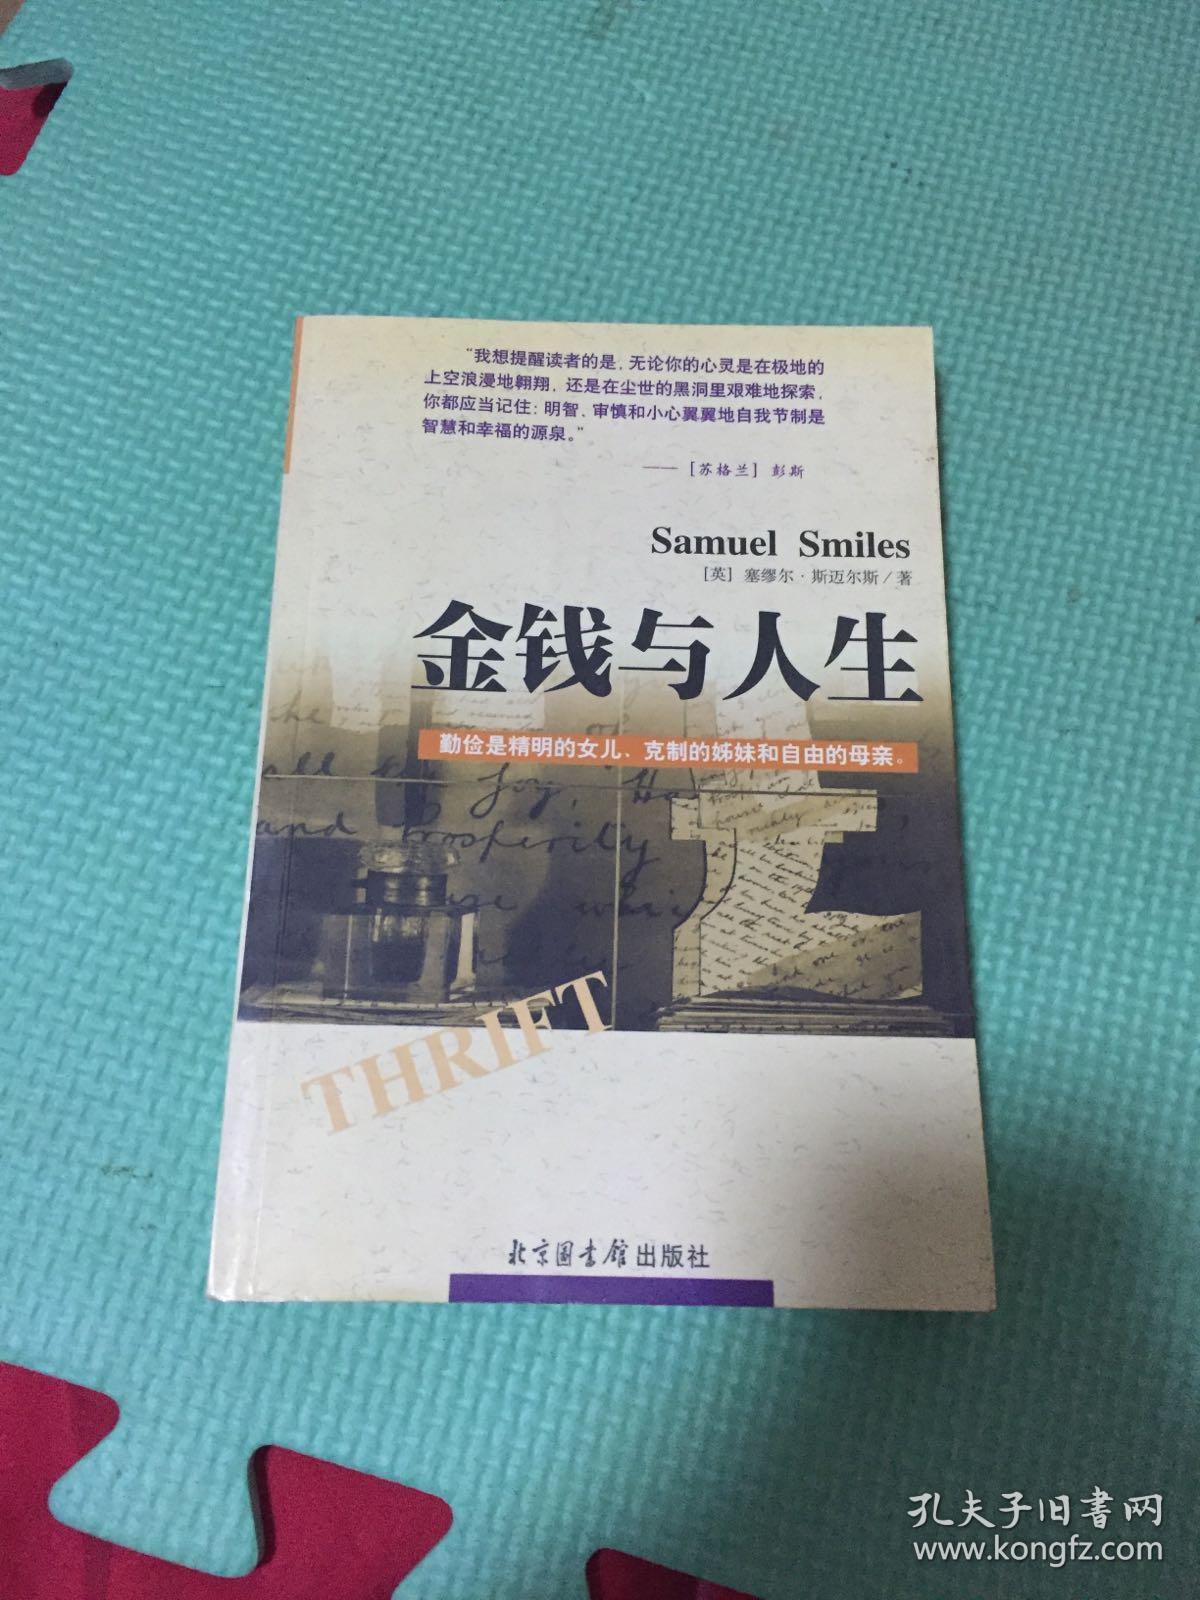 “我想提醒读者的是，无论你的心灵是在极地的
上空浪漫地翱翔，还是在尘世的黑洞里艰难地探索，
你都应当记住：明智、审慎和小心翼翼地自我节制是
智慧和幸福的源泉。”
——［苏格兰］彭斯
Samuel Smiles
［英］塞缪尔·斯迈尔斯/著
金钱与人生
勤俭是精明的女儿、克制的姊妹和自由的母亲。
all the joy,
and prosperity
THRIFT
北京图书馆出版社
孔夫子旧书网
www.kongfz.com